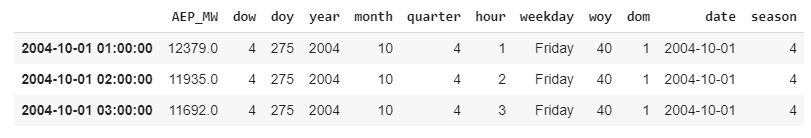 AEP_MW dow doy year month quarter hour weekday woy dom date season
2004-10-01 01:00:00 12379.0 4 275 2004 10 4 1 Friday 40 1 2004-10-01 4
2004-10-01 02:00:00 11935.0 4 275 2004 10 4 2 Friday 40 1 2004-10-01 4
2004-10-01 03:00:00 11692.0 4 275 2004 10 4 3 Friday 40 1 2004-10-01 4